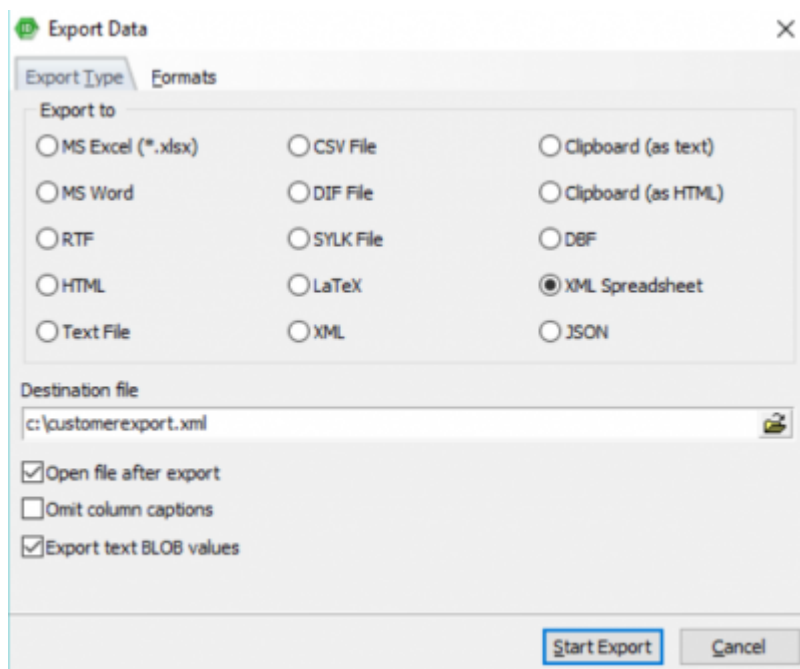 Export Data
Export Type Formats
Export to
MS Excel (*.xlsx) CSV File Clipboard (as text)
MS Word DIF File Clipboard (as HTML)
RTF SYLK File DBF
HTML LaTeX XML Spreadsheet
Text File XML JSON
Destination file
c:\customerexport.xml
Open file after export
Omit column captions
Export text BLOB values
Start Export Cancel